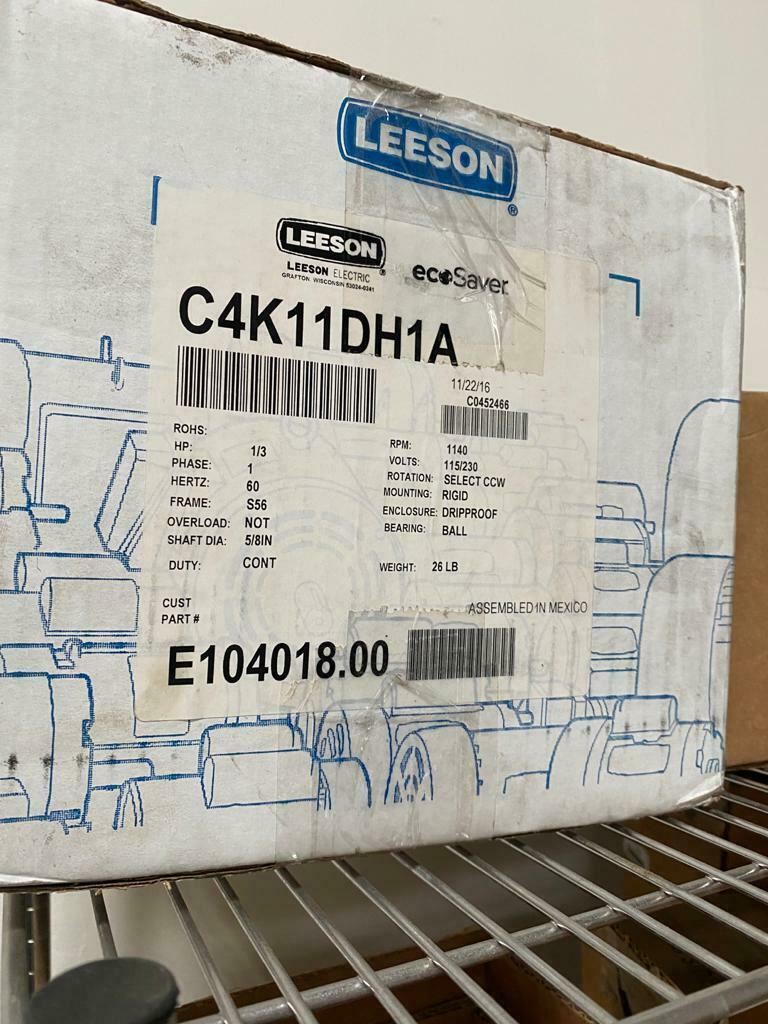 LEESON
®
LEESON
®
LEESON ELECTRIC
GRAFTON, WISCONSIN 53024-0241
ecoSaver
C4K11DH1A
11/22/16
C0452466
ROHS:
HP: 1/3
PHASE: 1
HERTZ: 60
FRAME: S56
OVERLOAD: NOT
SHAFT DIA: 5/8IN
DUTY: CONT
RPM: 1140
VOLTS: 115/230
ROTATION: SELECT CCW
MOUNTING: RIGID
ENCLOSURE: DRIPPROOF
BEARING: BALL
WEIGHT: 26 LB
CUST
PART #
ASSEMBLED IN MEXICO
E104018.00